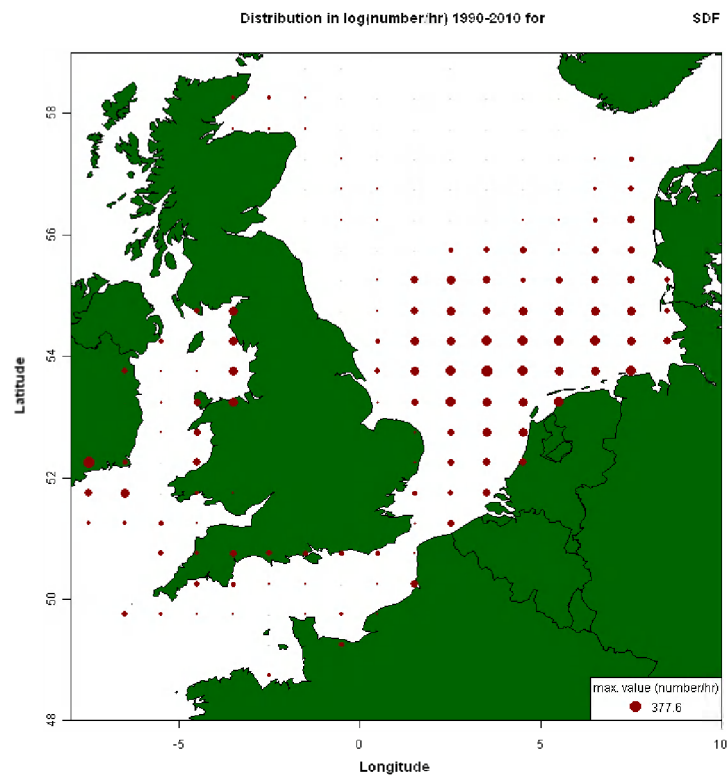 Distribution in log(number/hr) 1990-2010 for SDF
58
56
54
52
50
48
Latitude
max. value (number/hr)
377.6
-5 0 5 10
Longitude